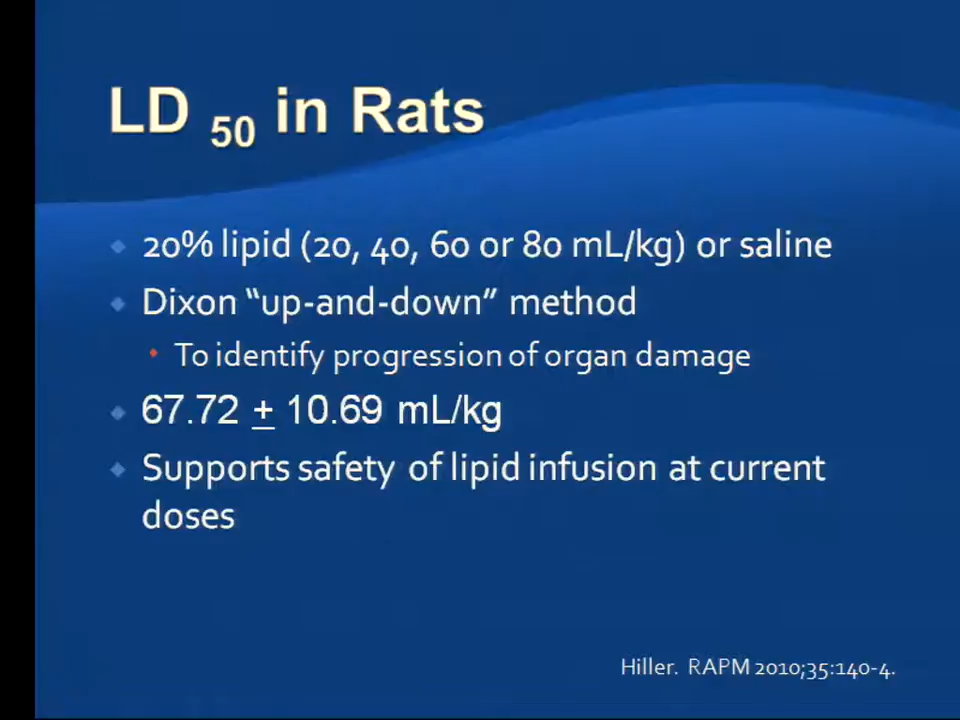 LD 50 in Rats
20% lipid (20, 40, 60 or 80 mL/kg) or saline
Dixon “up-and-down” method
To identify progression of organ damage
67.72 ± 10.69 mL/kg
Supports safety of lipid infusion at current
doses
Hiller. RAPM 2010;35:140-4.